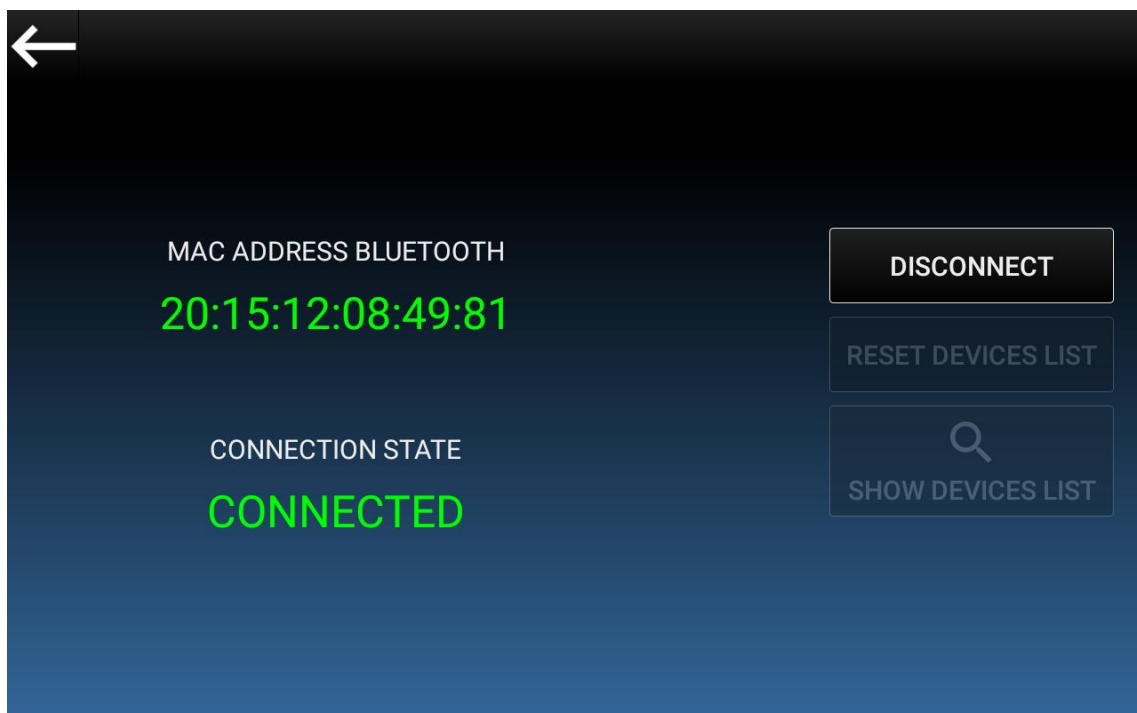 MAC ADDRESS BLUETOOTH
20:15:12:08:49:81
CONNECTION STATE
CONNECTED
DISCONNECT
RESET DEVICES LIST
SHOW DEVICES LIST